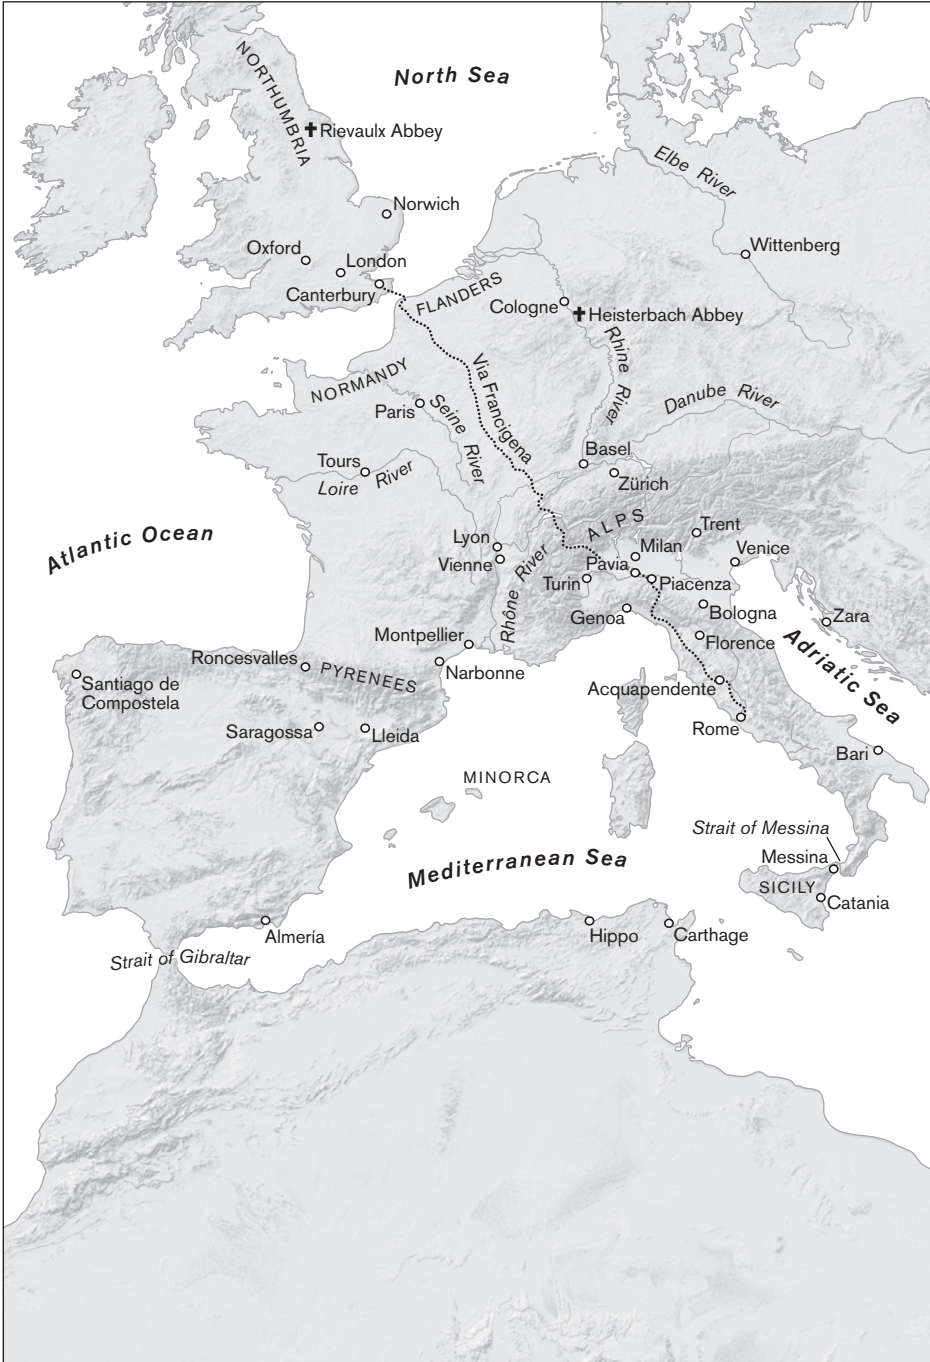 North Sea
NORTHUMBRIA
Rievaulx Abbey
Elbe River
Norwich
Wittenberg
Oxford
London
Canterbury
FLANDERS
Cologne
Heisterbach Abbey
Rhine River
Via Francigena
NORMANDY
Danube River
Paris
Seine River
Basel
Tours
Loire River
Zürich
ALPS
Trent
Atlantic Ocean
Lyon
Milan
Venice
Vienne
Rhône River
Pavia
Turin
Piacenza
Genoa
Bologna
Zara
Montpellier
Florence
Adriatic Sea
Roncesvalles
PYRENEES
Narbonne
Santiago de
Compostela
Acquapendente
Saragossa
Lleida
Rome
Bari
MINORCA
Strait of Messina
Mediterranean Sea
Messina
SICILY
Catania
Almería
Hippo
Carthage
Strait of Gibraltar